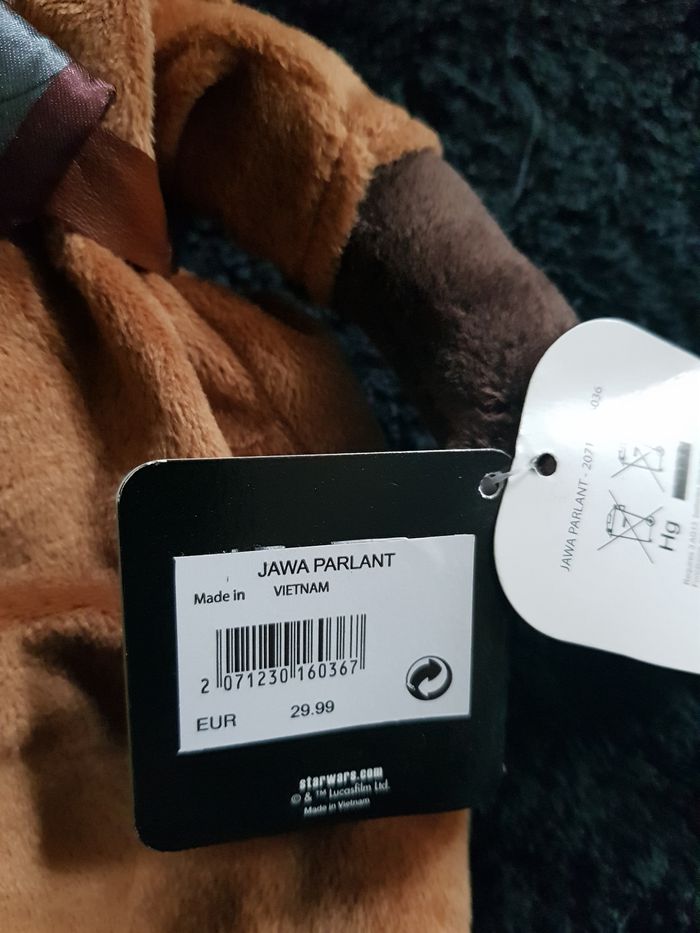 JAWA PARLANT
Made in VIETNAM
2 071230 160367
EUR 29.99
starwars.com
© & ™ Lucasfilm Ltd.
Made in Vietnam
JAWA PARLANT - 2071
-036
Hg